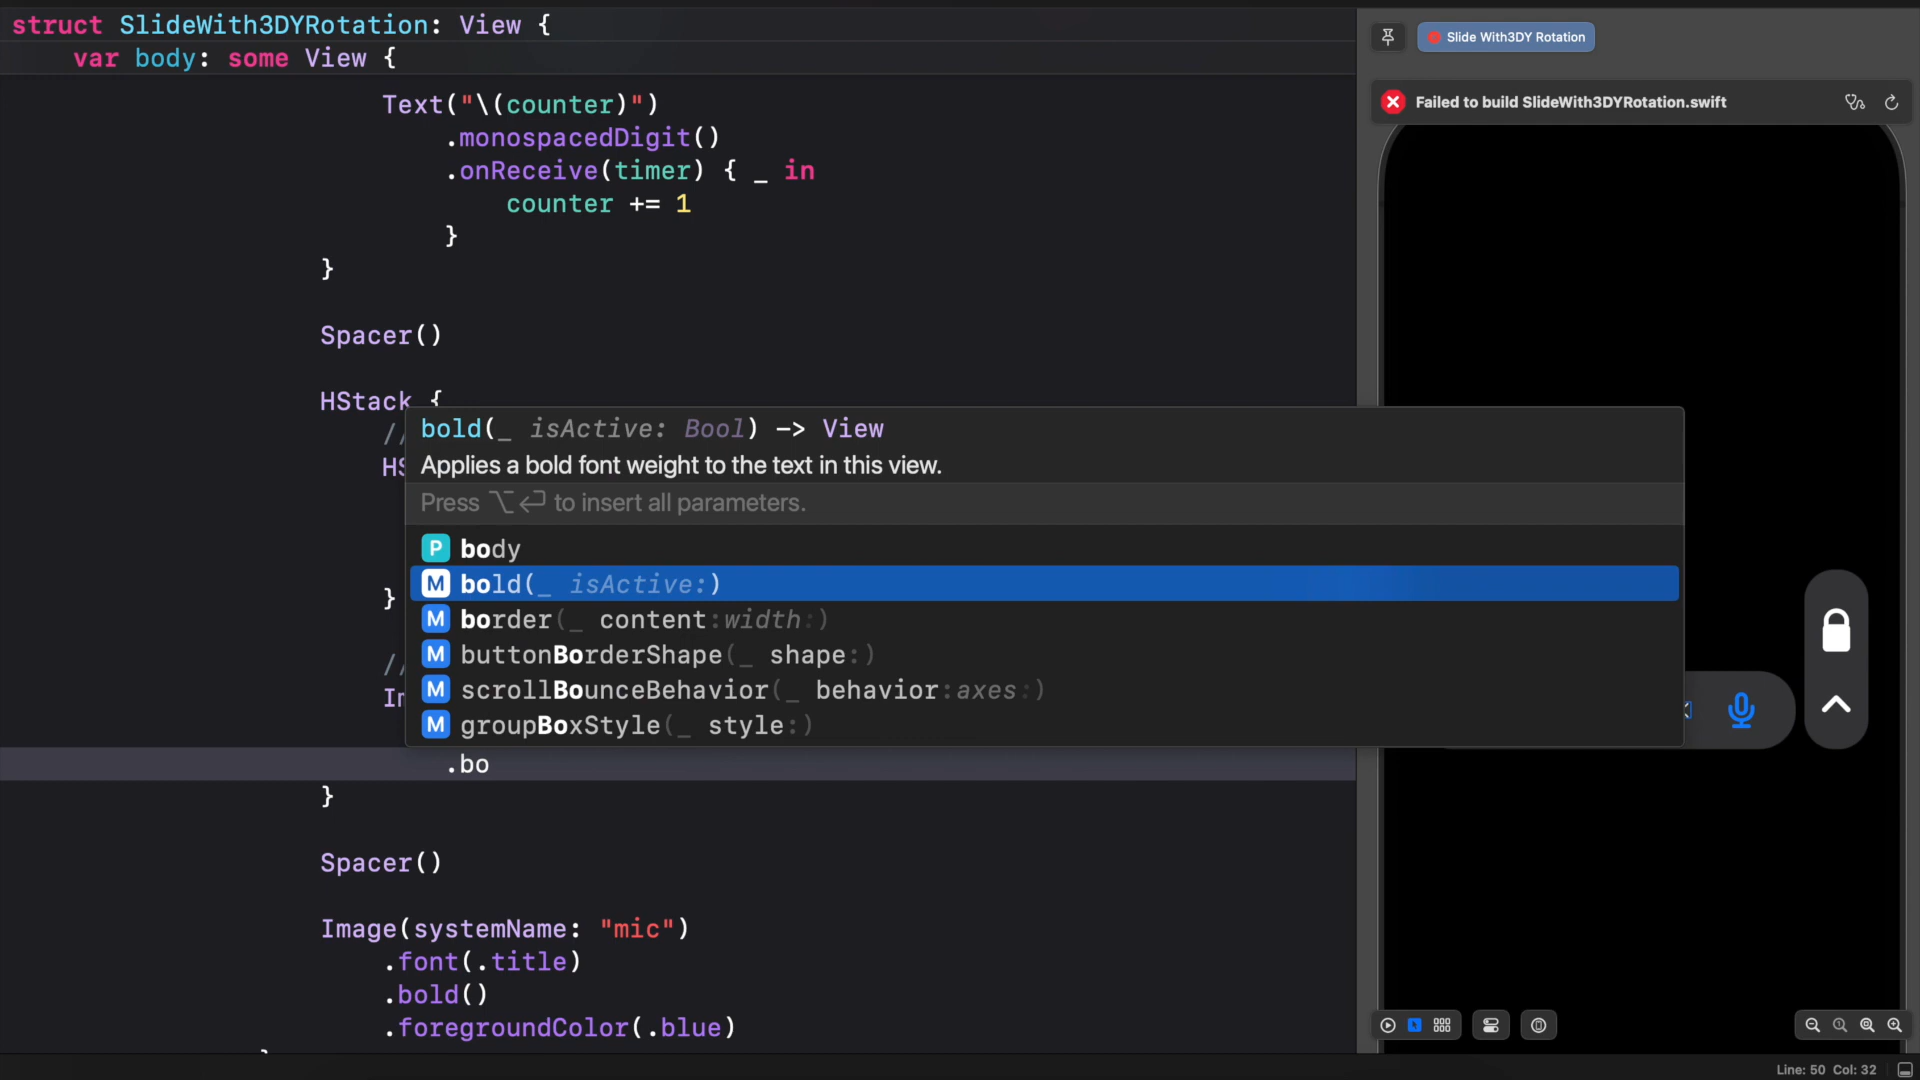 struct SlideWith3DYRotation: View {
var body: some View {
Text("\(counter)")
.monospacedDigit()
.onReceive(timer) { _ in
counter += 1
}
}
Spacer()
HStack {
//
HS
}
//
Im
.bo
}
Spacer()
Image(systemName: "mic")
.font(.title)
.bold()
.foregroundColor(.blue)
bold(_ isActive: Bool) -> View
Applies a bold font weight to the text in this view.
Press ⌥↩ to insert all parameters.
P body
M bold(_ isActive:)
M border(_ content:width:)
M buttonBorderShape(_ shape:)
M scrollBounceBehavior(_ behavior:axes:)
M groupBoxStyle(_ style:)
Slide With3DY Rotation
Failed to build SlideWith3DYRotation.swift
Line: 50 Col: 32